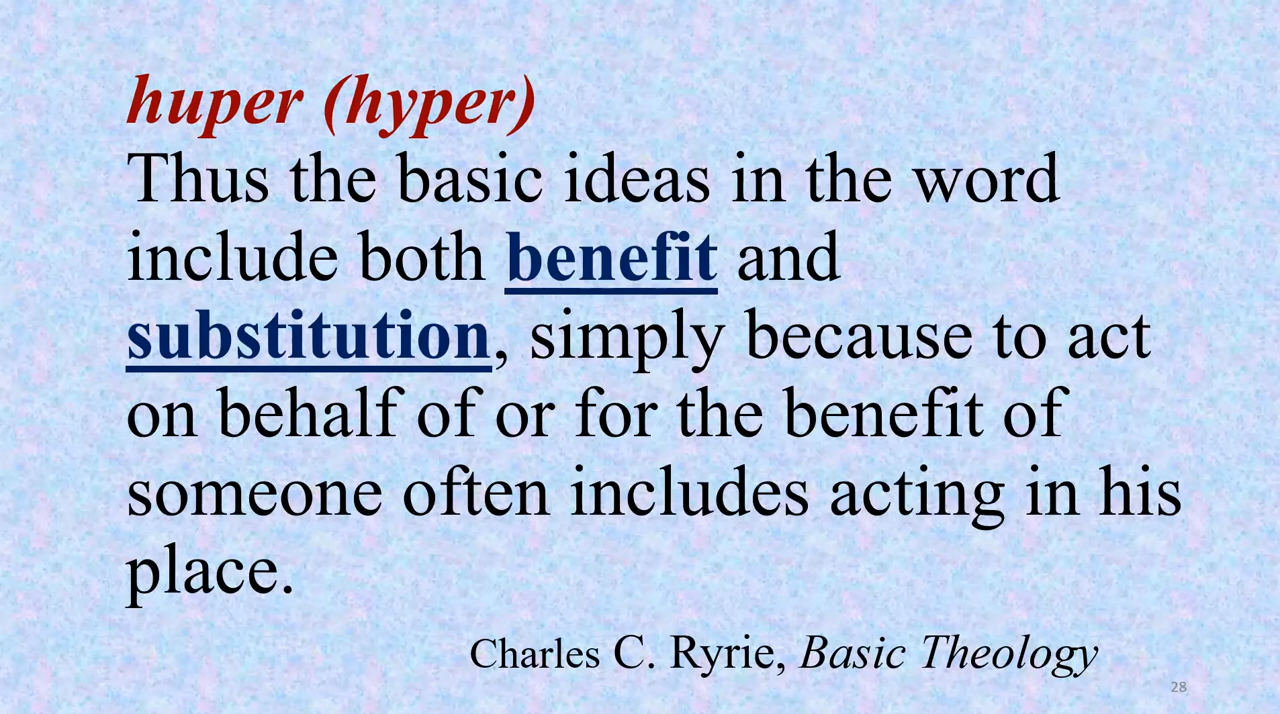 huper (hyper)
Thus the basic ideas in the word
include both benefit and
substitution, simply because to act
on behalf of or for the benefit of
someone often includes acting in his
place.
Charles C. Ryrie, Basic Theology
28